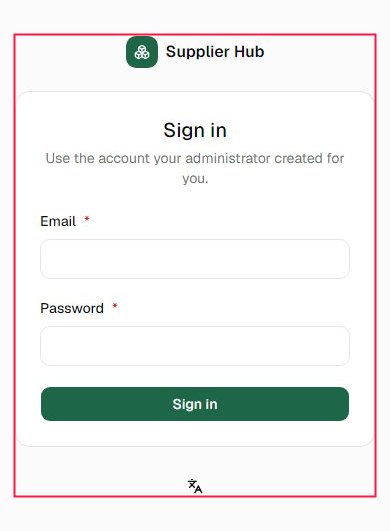 Supplier Hub
Sign in
Use the account your administrator created for
you.
Email *
Password *
Sign in